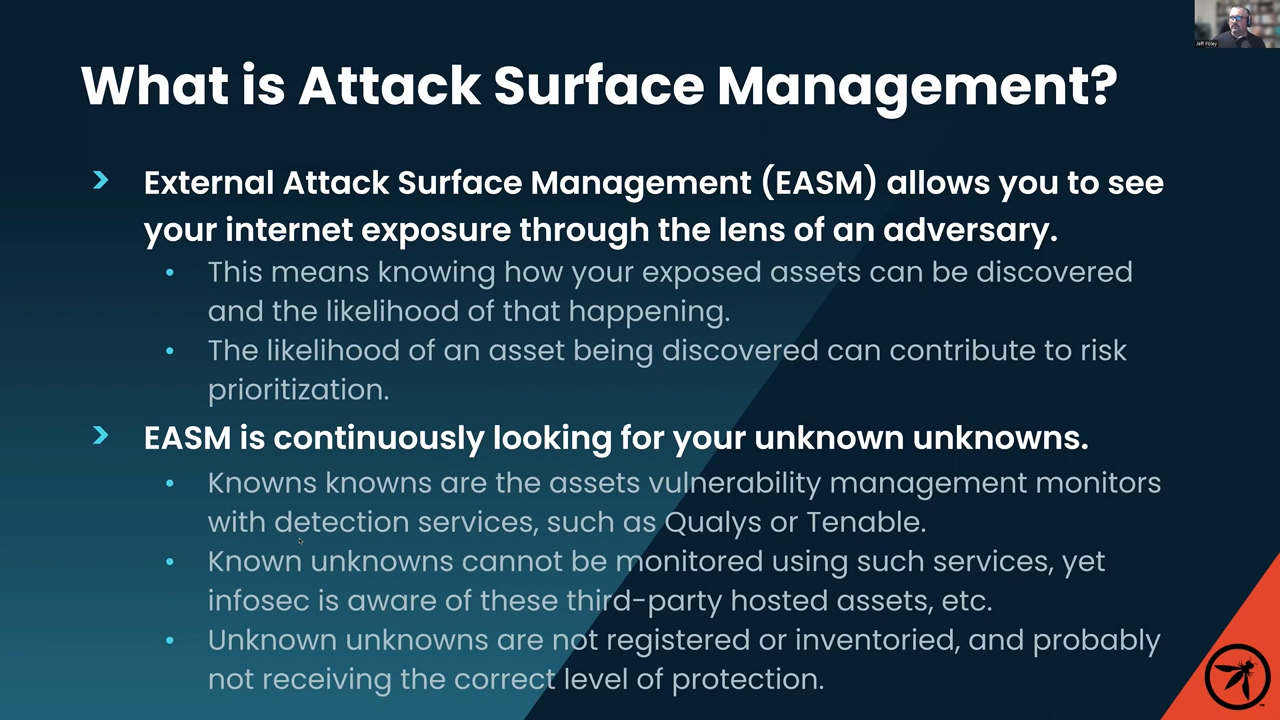 Jeff Foley
What is Attack Surface Management?
External Attack Surface Management (EASM) allows you to see
your internet exposure through the lens of an adversary.
This means knowing how your exposed assets can be discovered
and the likelihood of that happening.
The likelihood of an asset being discovered can contribute to risk
prioritization.
EASM is continuously looking for your unknown unknowns.
Knowns knowns are the assets vulnerability management monitors
with detection services, such as Qualys or Tenable.
Known unknowns cannot be monitored using such services, yet
infosec is aware of these third-party hosted assets, etc.
Unknown unknowns are not registered or inventoried, and probably
not receiving the correct level of protection.